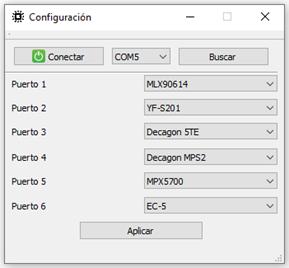 Configuración
Conectar COM5 Buscar
Puerto 1 MLX90614
Puerto 2 YF-S201
Puerto 3 Decagon 5TE
Puerto 4 Decagon MPS2
Puerto 5 MPX5700
Puerto 6 EC-5
Aplicar